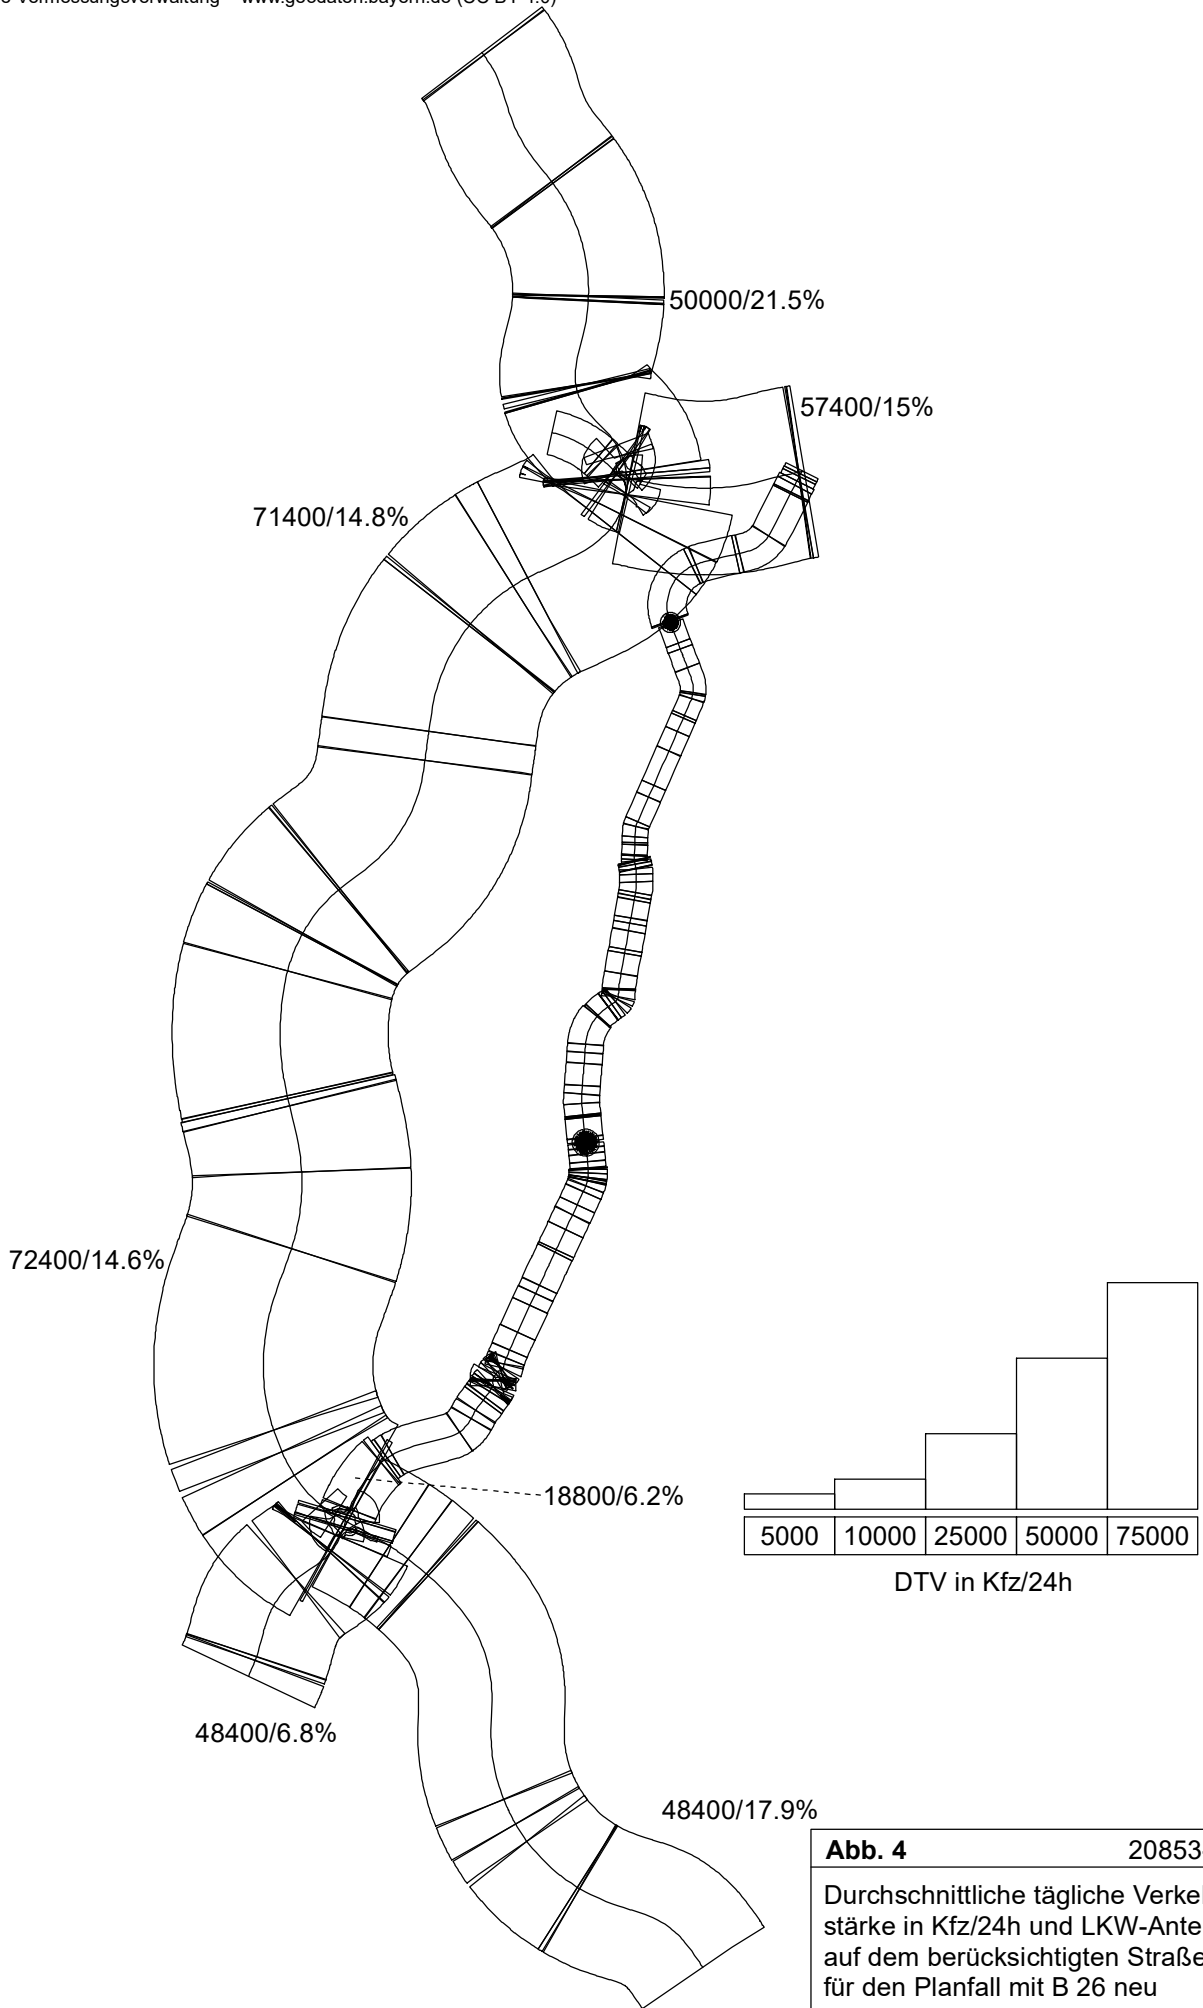 50000/21.5%
57400/15%
71400/14.8%
72400/14.6%
18800/6.2%
5000 10000 25000 50000 75000
DTV in Kfz/24h
48400/6.8%
48400/17.9%
Abb. 4 20853
Durchschnittliche tägliche Verke
stärke in Kfz/24h und LKW-Ante
auf dem berücksichtigten Straße
für den Planfall mit B 26 neu